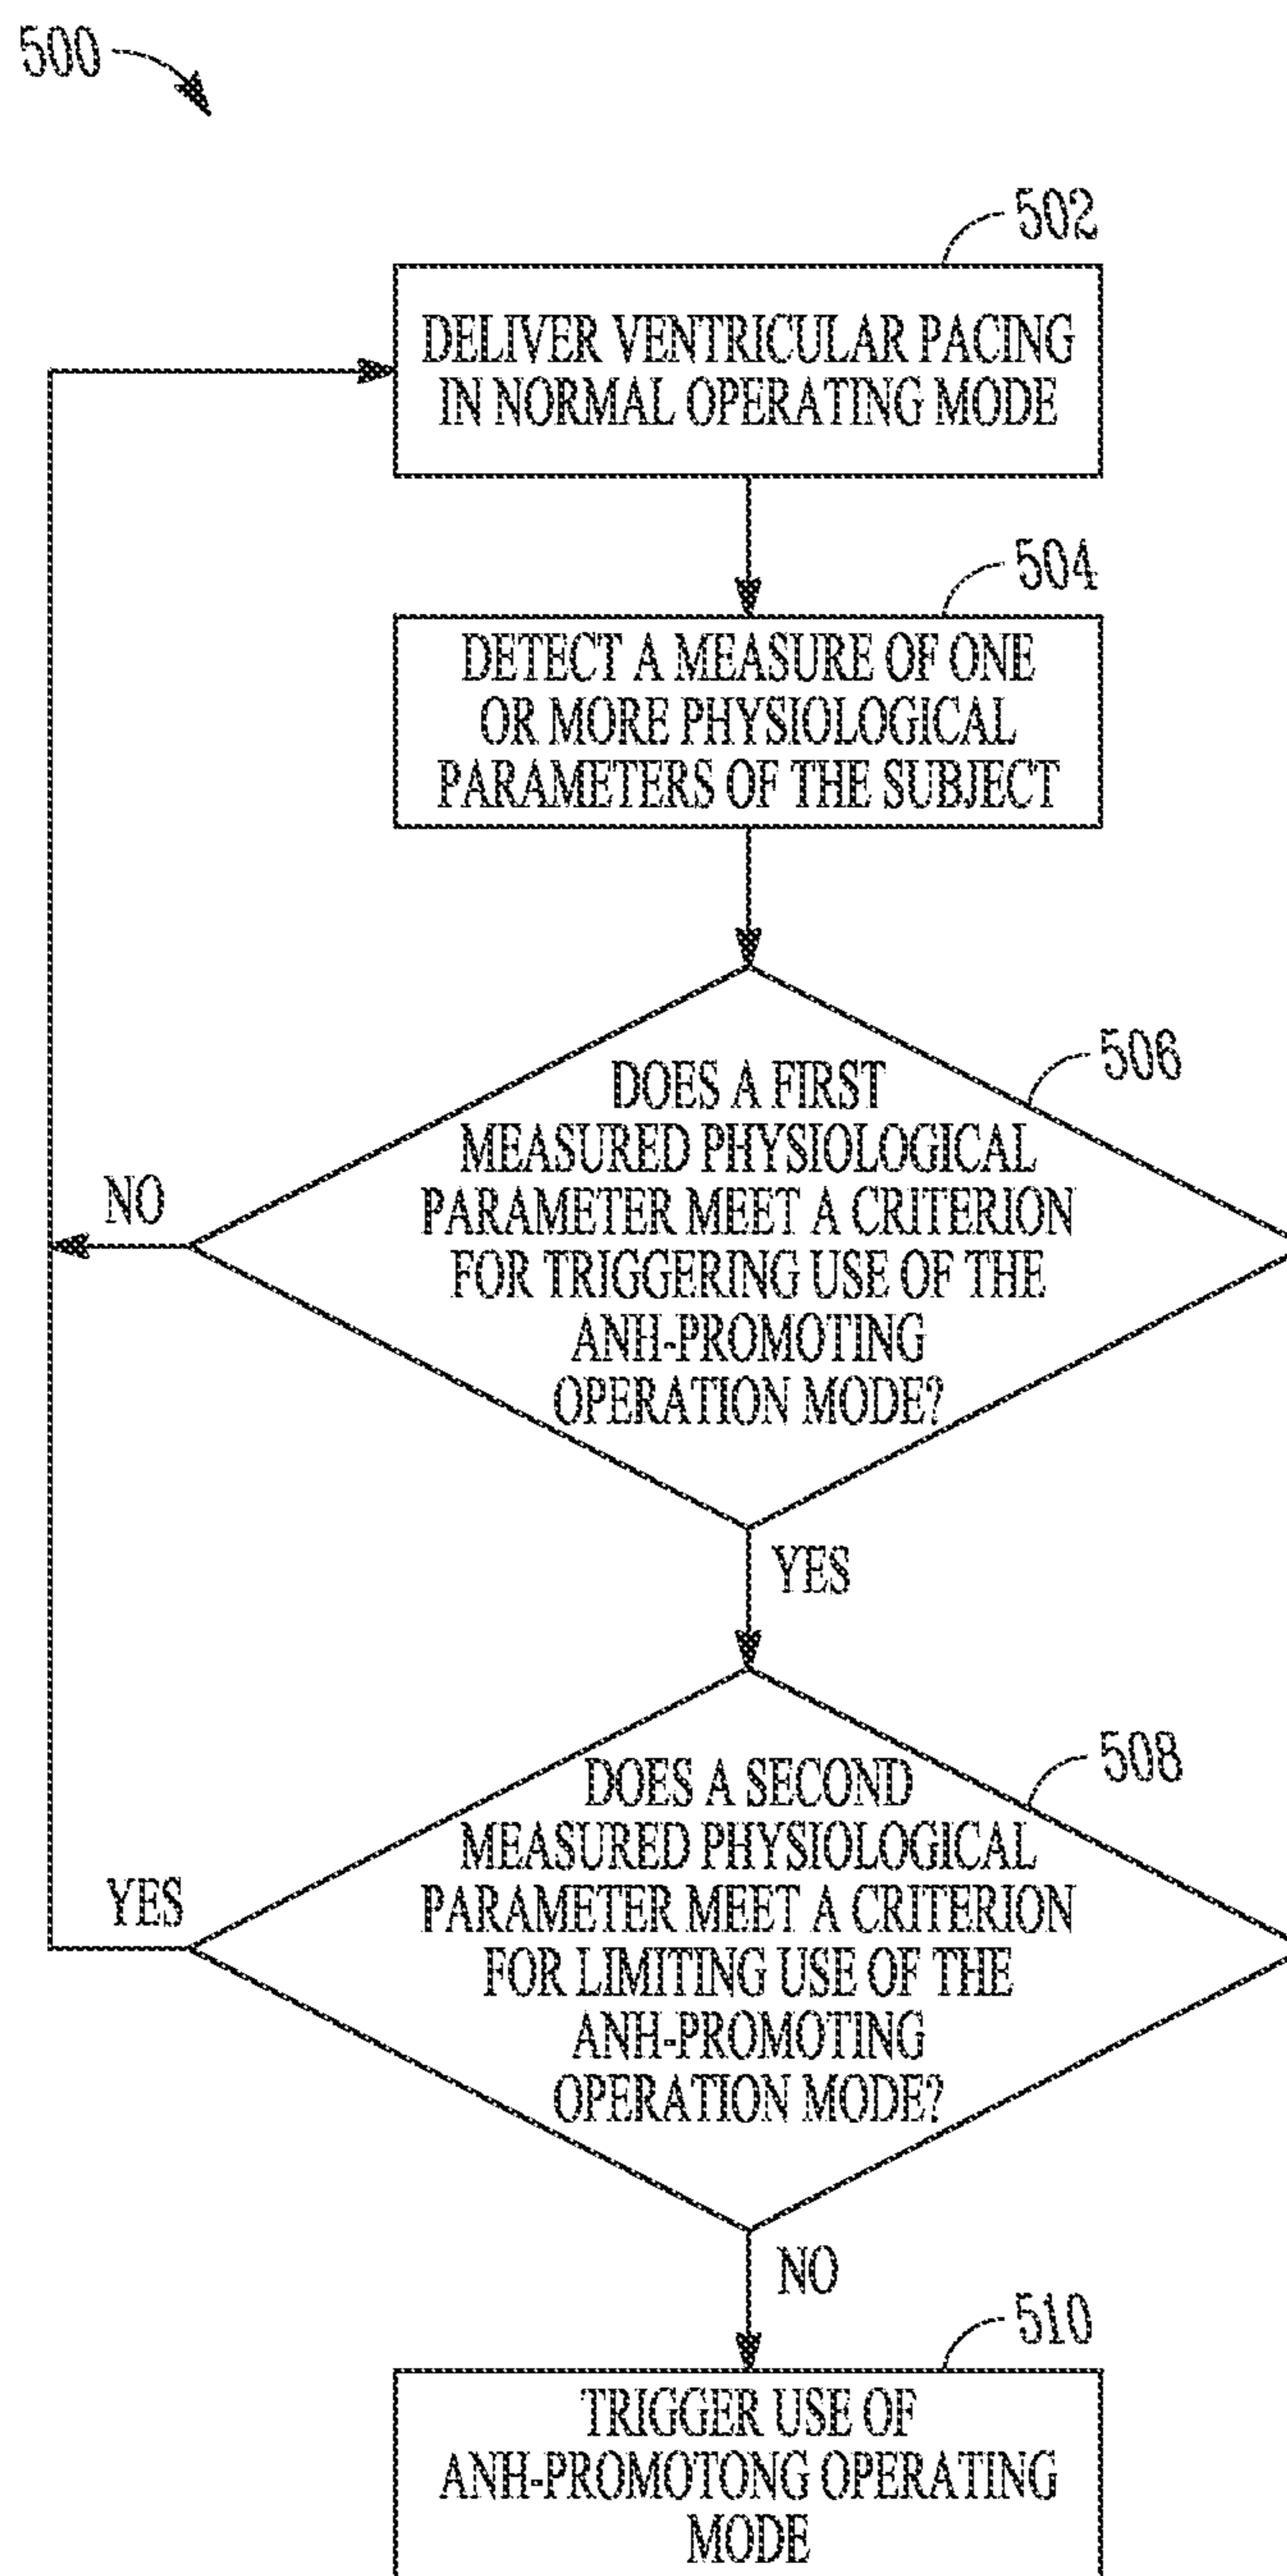 500
502
DELIVER VENTRICULAR PACING
IN NORMAL OPERATING MODE
504
DETECT A MEASURE OF ONE
OR MORE PHYSIOLOGICAL
PARAMETERS OF THE SUBJECT
506
DOES A FIRST
MEASURED PHYSIOLOGICAL
PARAMETER MEET A CRITERION
FOR TRIGGERING USE OF THE
ANH-PROMOTING
OPERATION MODE?
NO
YES
508
DOES A SECOND
MEASURED PHYSIOLOGICAL
PARAMETER MEET A CRITERION
FOR LIMITING USE OF THE
ANH-PROMOTING
OPERATION MODE?
YES
NO
510
TRIGGER USE OF
ANH-PROMOTONG OPERATING
MODE